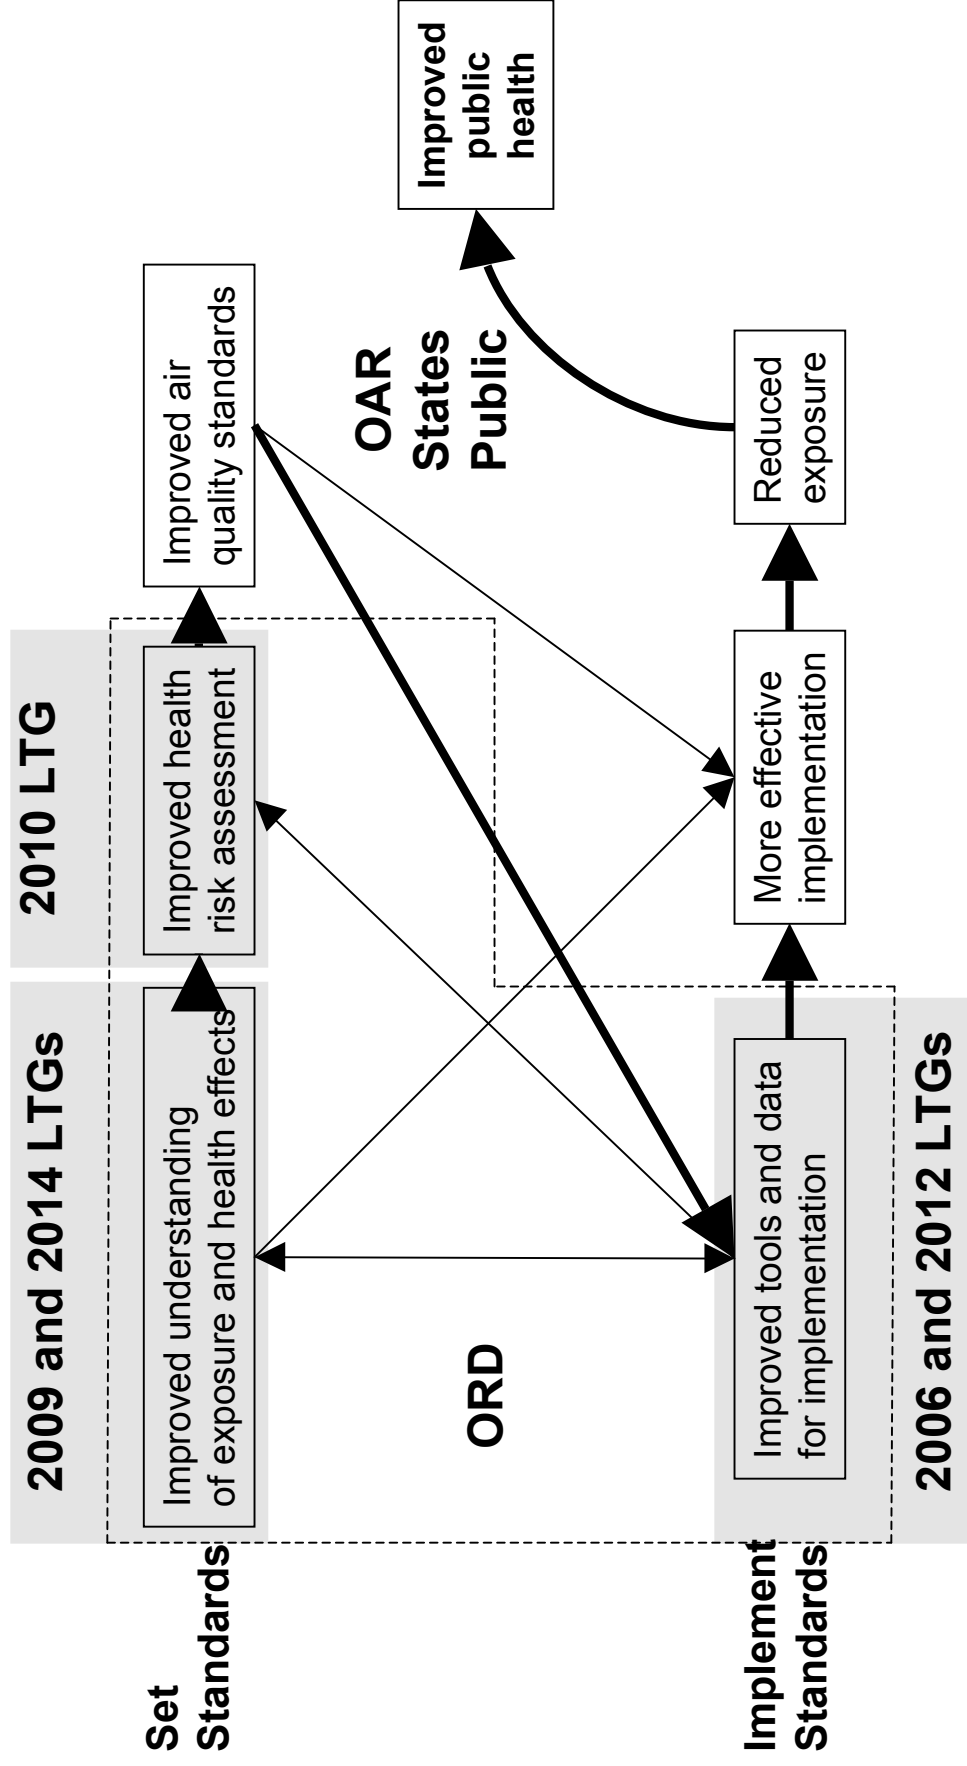 2009 and 2014 LTGs
2010 LTG
Set
Standards
Improved understanding
of exposure and health effects
Improved health
risk assessment
Improved air
quality standards
ORD
OAR
States
Public
Improved
public
health
Implement
Standards
Improved tools and data
for implementation
More effective
implementation
Reduced
exposure
2006 and 2012 LTGs